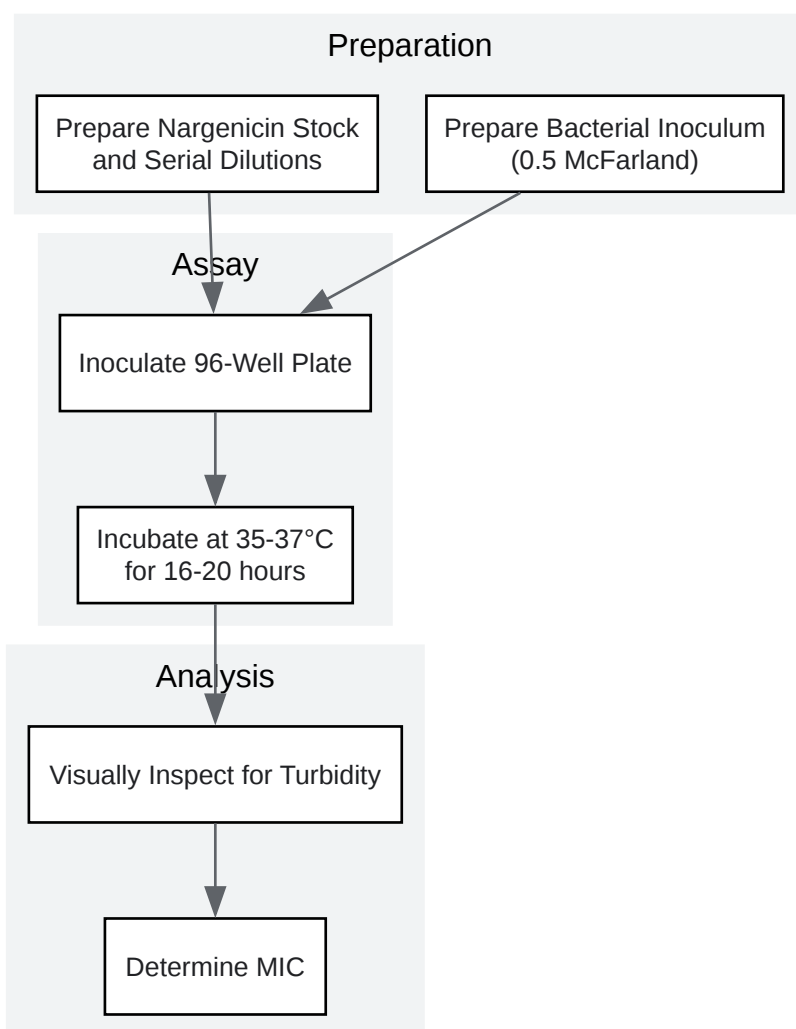 Preparation
Prepare Nargenicin Stock
and Serial Dilutions
Prepare Bacterial Inoculum
(0.5 McFarland)
Assay
Inoculate 96-Well Plate
Incubate at 35-37°C
for 16-20 hours
Analysis
Visually Inspect for Turbidity
Determine MIC